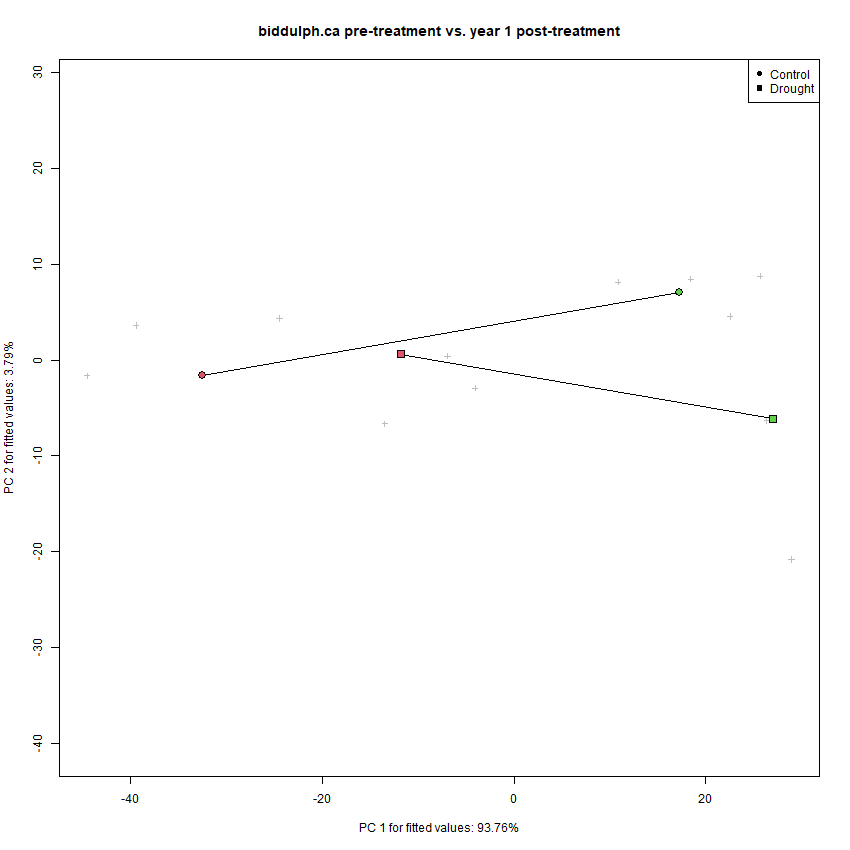 biddulph.ca pre-treatment vs. year 1 post-treatment
Control
Drought
30
20
10
0
-10
-20
-30
-40
PC 2 for fitted values: 3.79%
-40
-20
0
20
PC 1 for fitted values: 93.76%